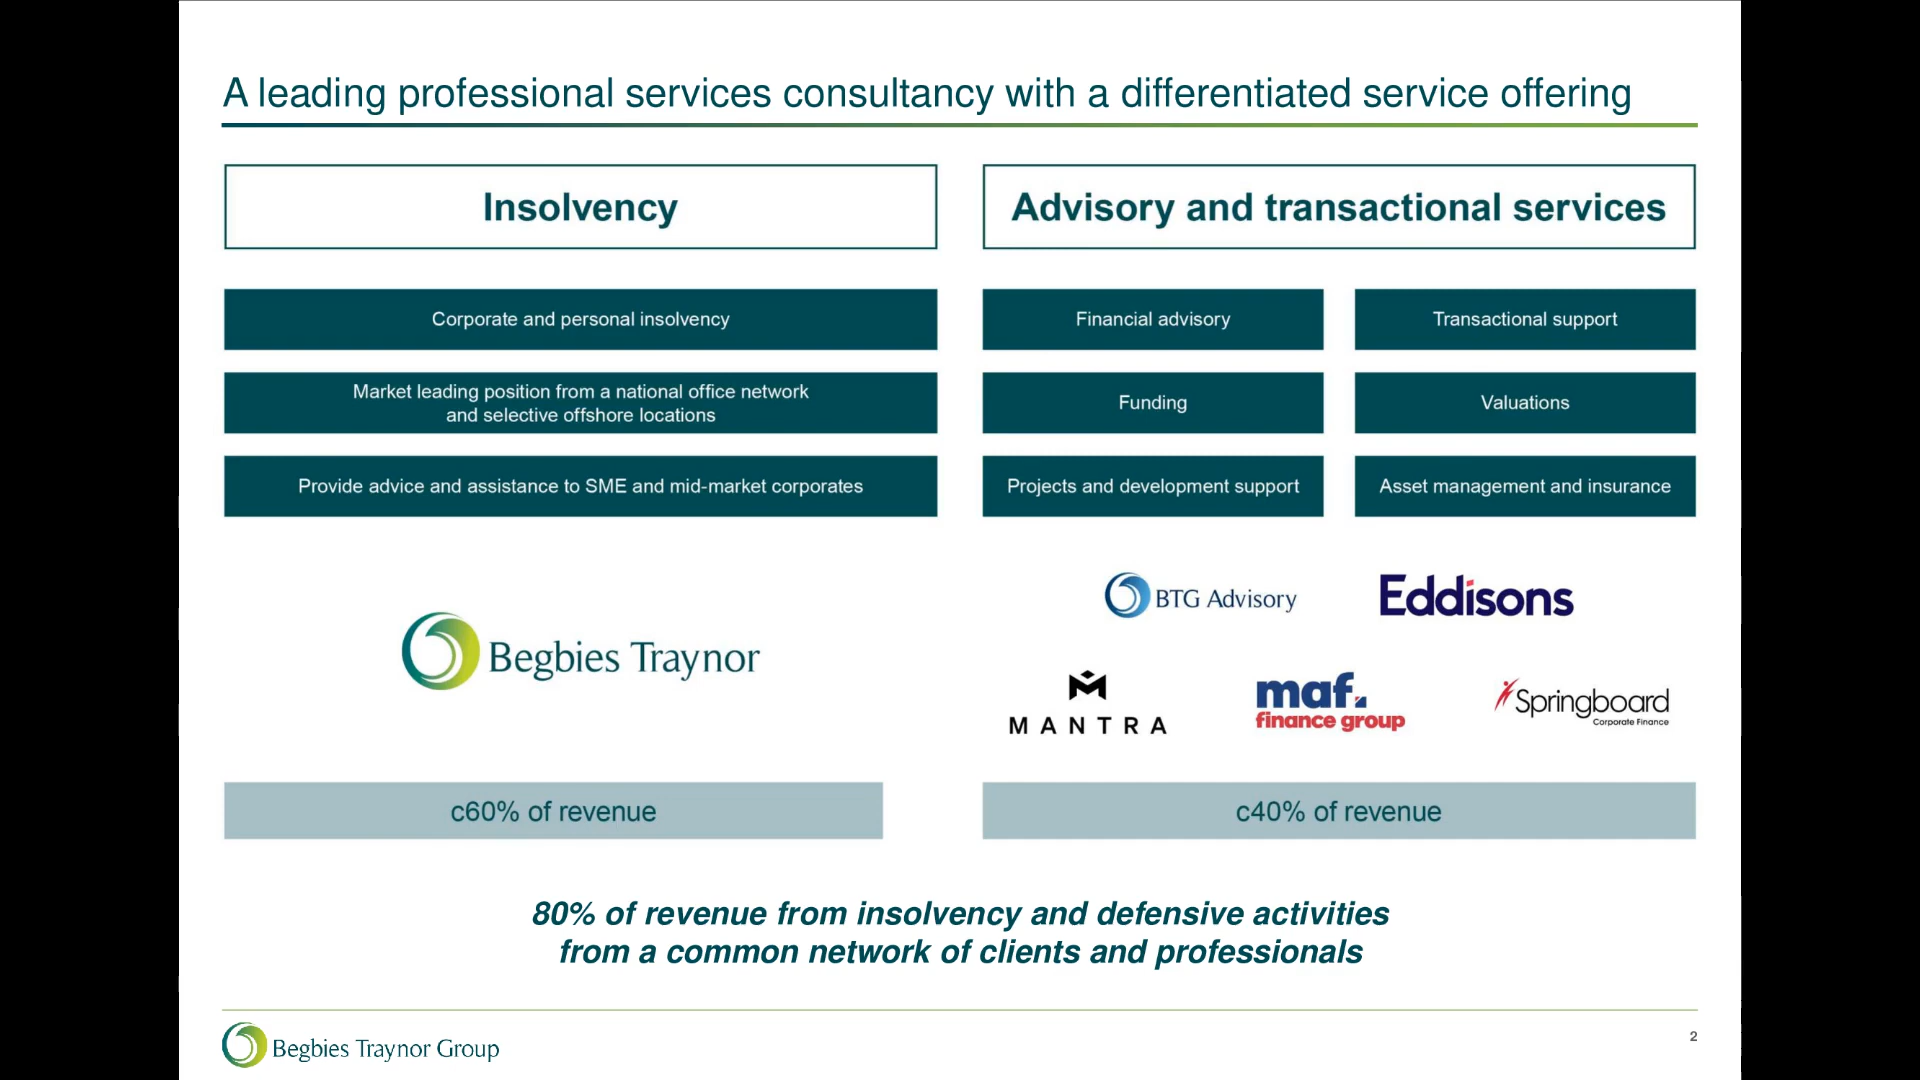 A leading professional services consultancy with a differentiated service offering
Insolvency
Corporate and personal insolvency
Market leading position from a national office network
and selective offshore locations
Provide advice and assistance to SME and mid-market corporates
Begbies Traynor
c60% of revenue
Advisory and transactional services
Financial advisory
Transactional support
Funding
Valuations
Projects and development support
Asset management and insurance
BTG Advisory
Eddisons
MANTRA
maf.
finance group
Springboard
Corporate Finance
c40% of revenue
80% of revenue from insolvency and defensive activities
from a common network of clients and professionals
Begbies Traynor Group
2